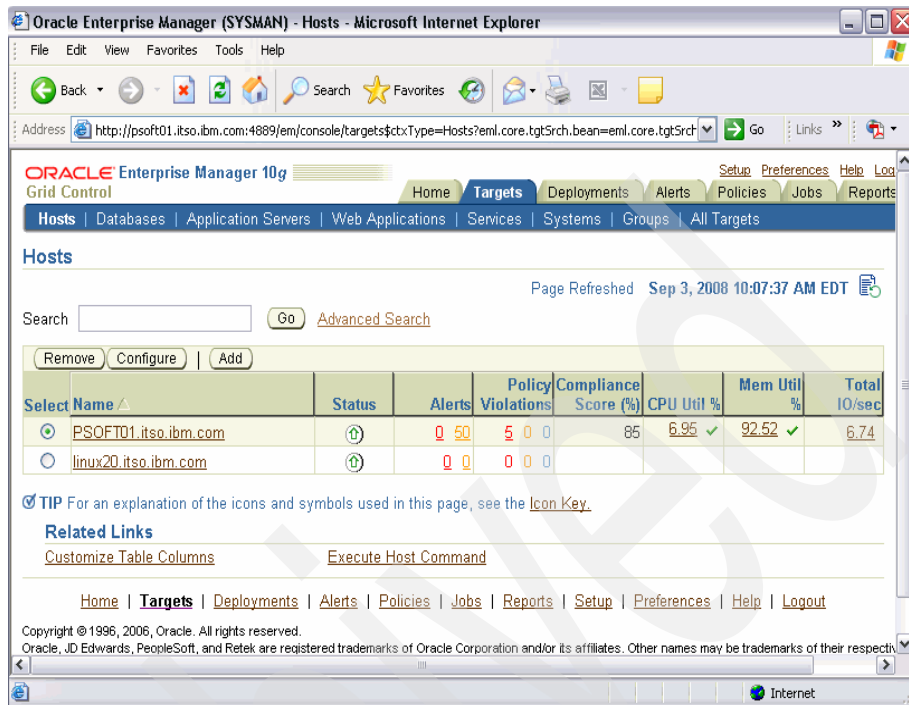 Oracle Enterprise Manager (SYSMAN) - Hosts - Microsoft Internet Explorer
File Edit View Favorites Tools Help
Back Search Favorites
Address http://psoft01.itso.ibm.com:4889/em/console/targets$ctxType=Hosts?eml.core.tgtSrch.bean=eml.core.tgtSrch Go Links »
ORACLE Enterprise Manager 10g Setup Preferences Help Log
Grid Control Home Targets Deployments Alerts Policies Jobs Reports
Hosts | Databases | Application Servers | Web Applications | Services | Systems | Groups | All Targets
Hosts
Page Refreshed Sep 3, 2008 10:07:37 AM EDT
Search Go Advanced Search
Remove Configure | Add
Select Name Status Alerts Policy Violations Compliance Score (%) CPU Util % Mem Util % Total IO/sec
PSOFT01.itso.ibm.com 0 50 5 0 0 85 6.95 92.52 6.74
linux20.itso.ibm.com 0 0 0 0 0
TIP For an explanation of the icons and symbols used in this page, see the Icon Key.
Related Links
Customize Table Columns Execute Host Command
Home | Targets | Deployments | Alerts | Policies | Jobs | Reports | Setup | Preferences | Help | Logout
Copyright © 1996, 2006, Oracle. All rights reserved.
Oracle, JD Edwards, PeopleSoft, and Retek are registered trademarks of Oracle Corporation and/or its affiliates. Other names may be trademarks of their respectiv
Internet